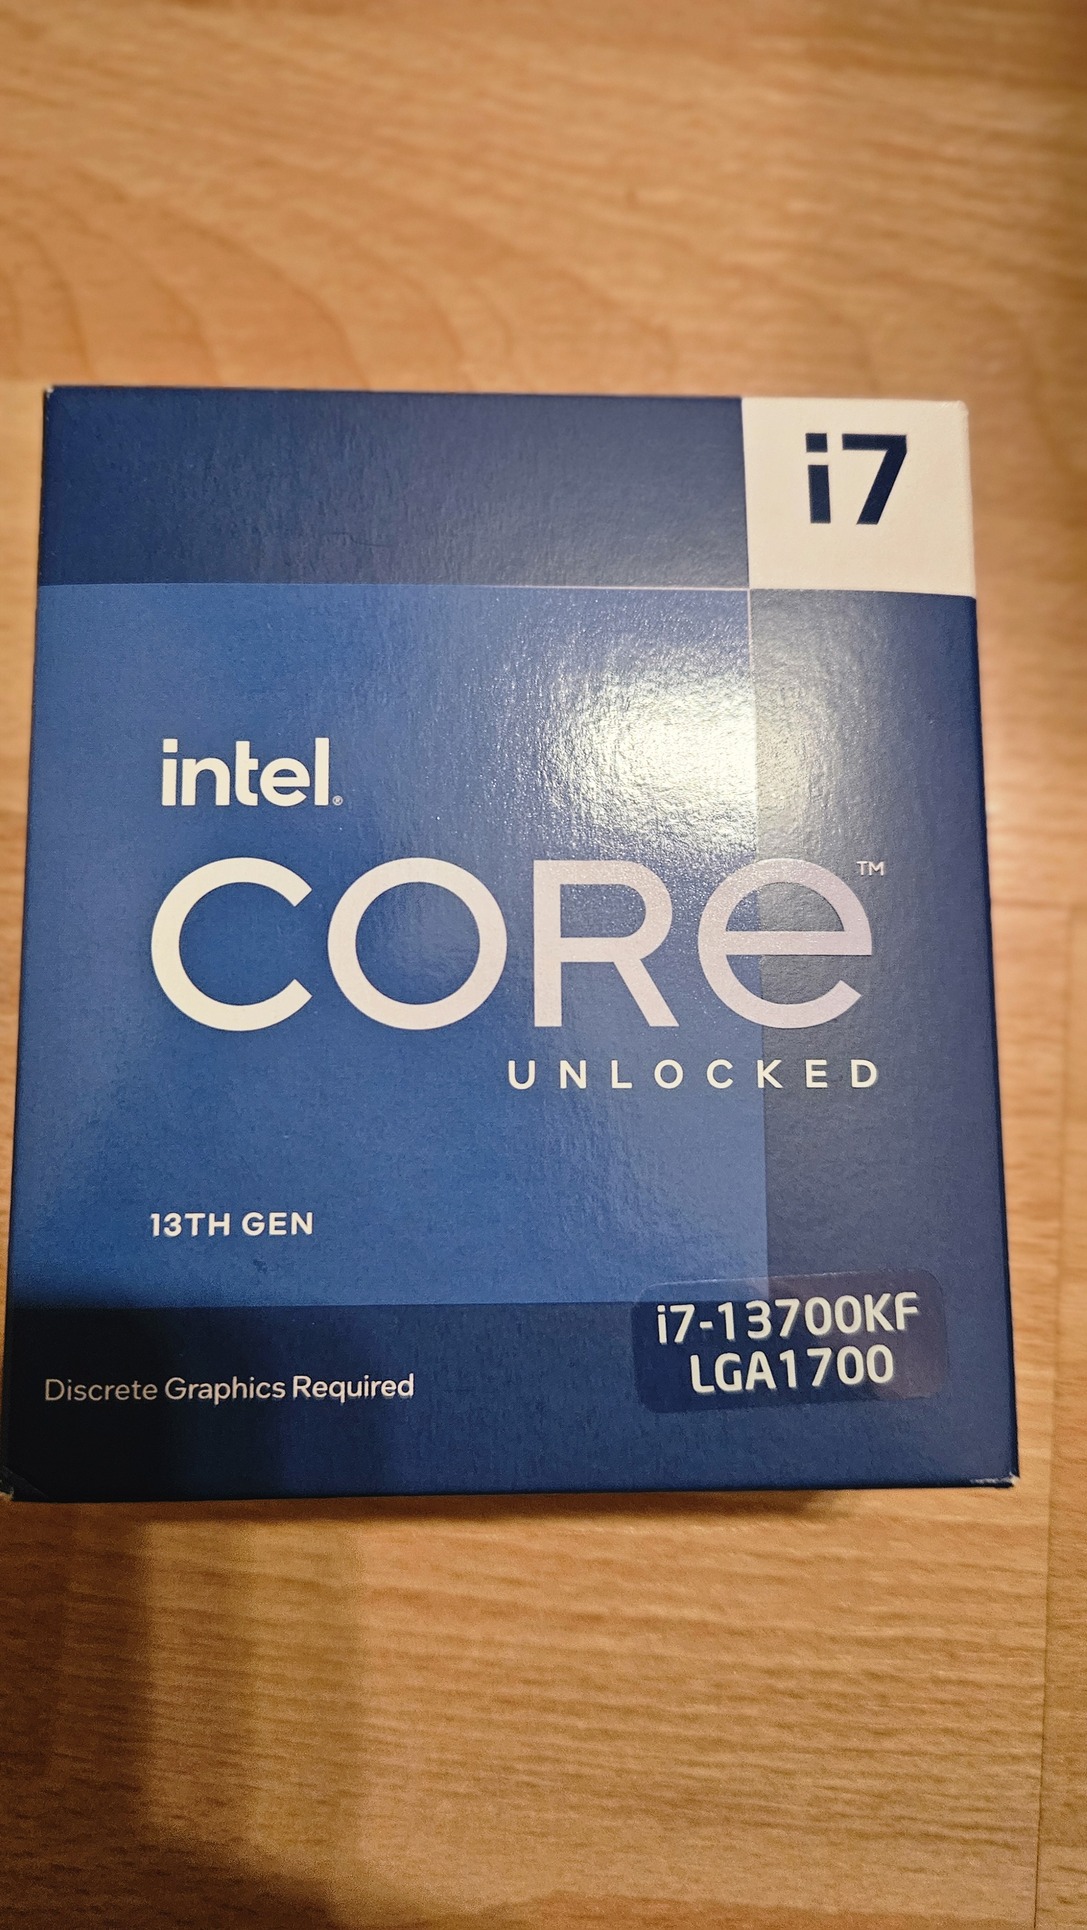 i7
intel®
CORE™
UNLOCKED
13TH GEN
i7-13700KF
LGA1700
Discrete Graphics Required